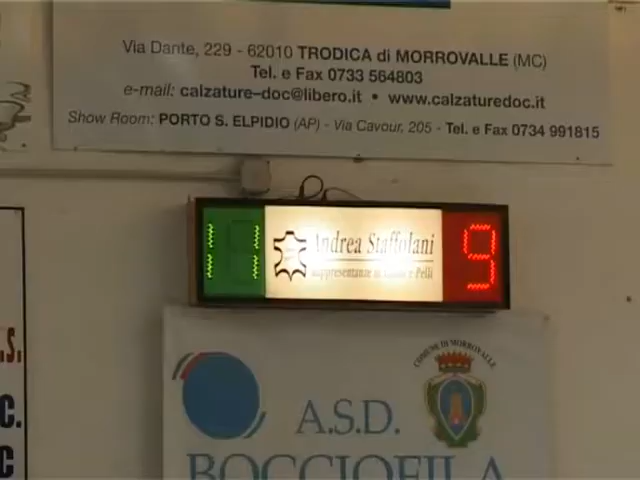 Via Dante, 229 - 62010 TRODICA di MORROVALLE (MC)
Tel. e Fax 0733 564803
e-mail: calzature-doc@libero.it • www.calzaturedoc.it
Show Room: PORTO S. ELPIDIO (AP) - Via Cavour, 205 - Tel. e Fax 0734 991815
11 Andrea Staffolani 9
Rappresentanze e Pelli
COMUNE DI MORROVALLE
A.S.D.
BOCCIOFILA
.S.
C.
C